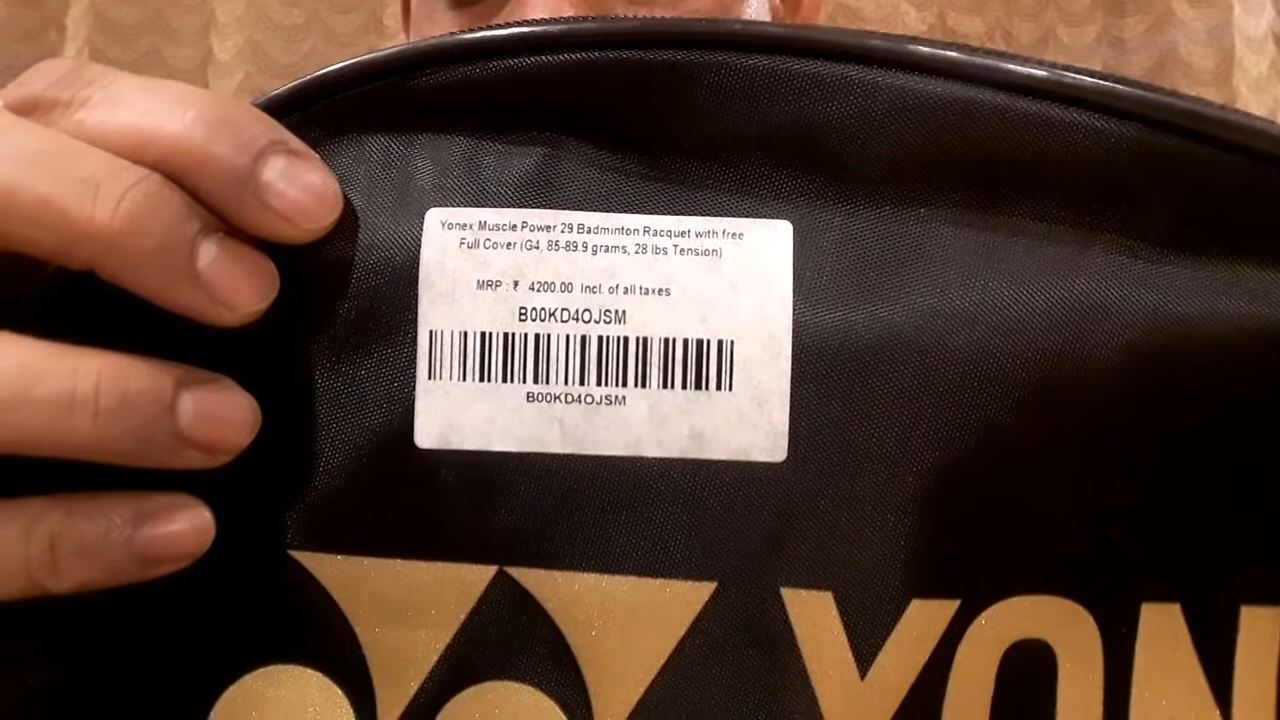 Yonex Muscle Power 29 Badminton Racquet with free
Full Cover (G4, 85-89.9 grams, 28 lbs Tension)
MRP : ₹ 4200.00 Incl. of all taxes
B00KD4OJSM
B00KD4OJSM
YON